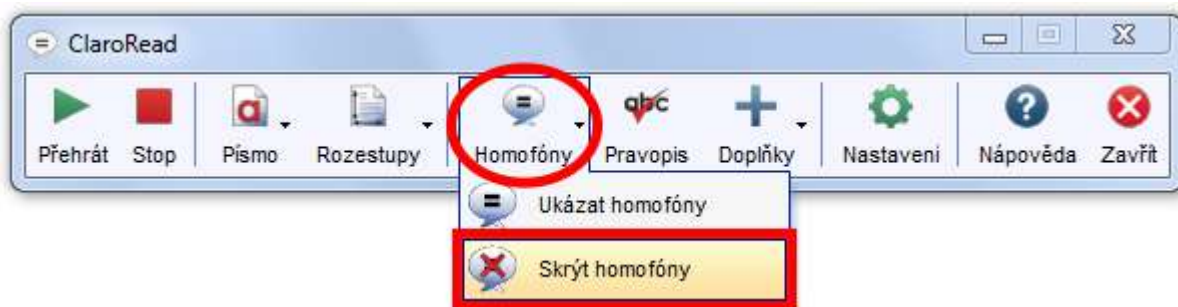 ClaroRead
Přehrát Stop Písmo Rozestupy Homofóny Pravopis Doplňky Nastavení Nápověda Zavřít
Ukázat homofóny
Skrýt homofóny